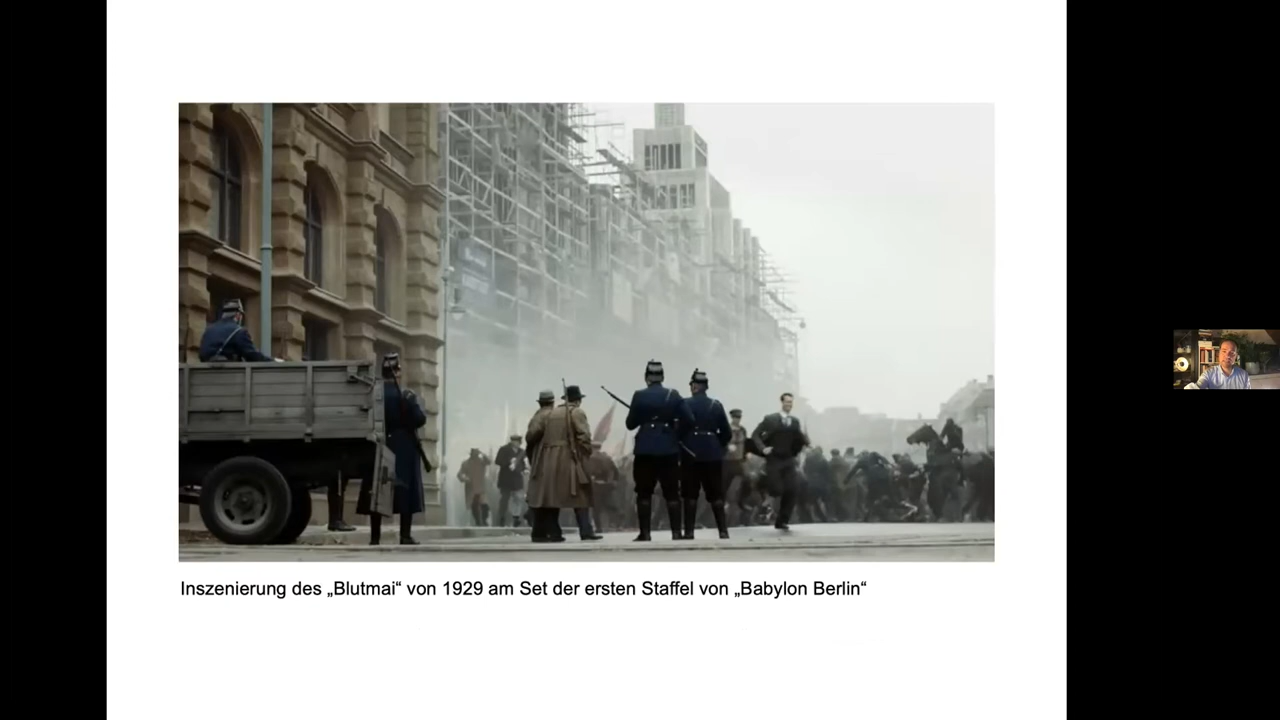 Inszenierung des „Blutmai“ von 1929 am Set der ersten Staffel von „Babylon Berlin“